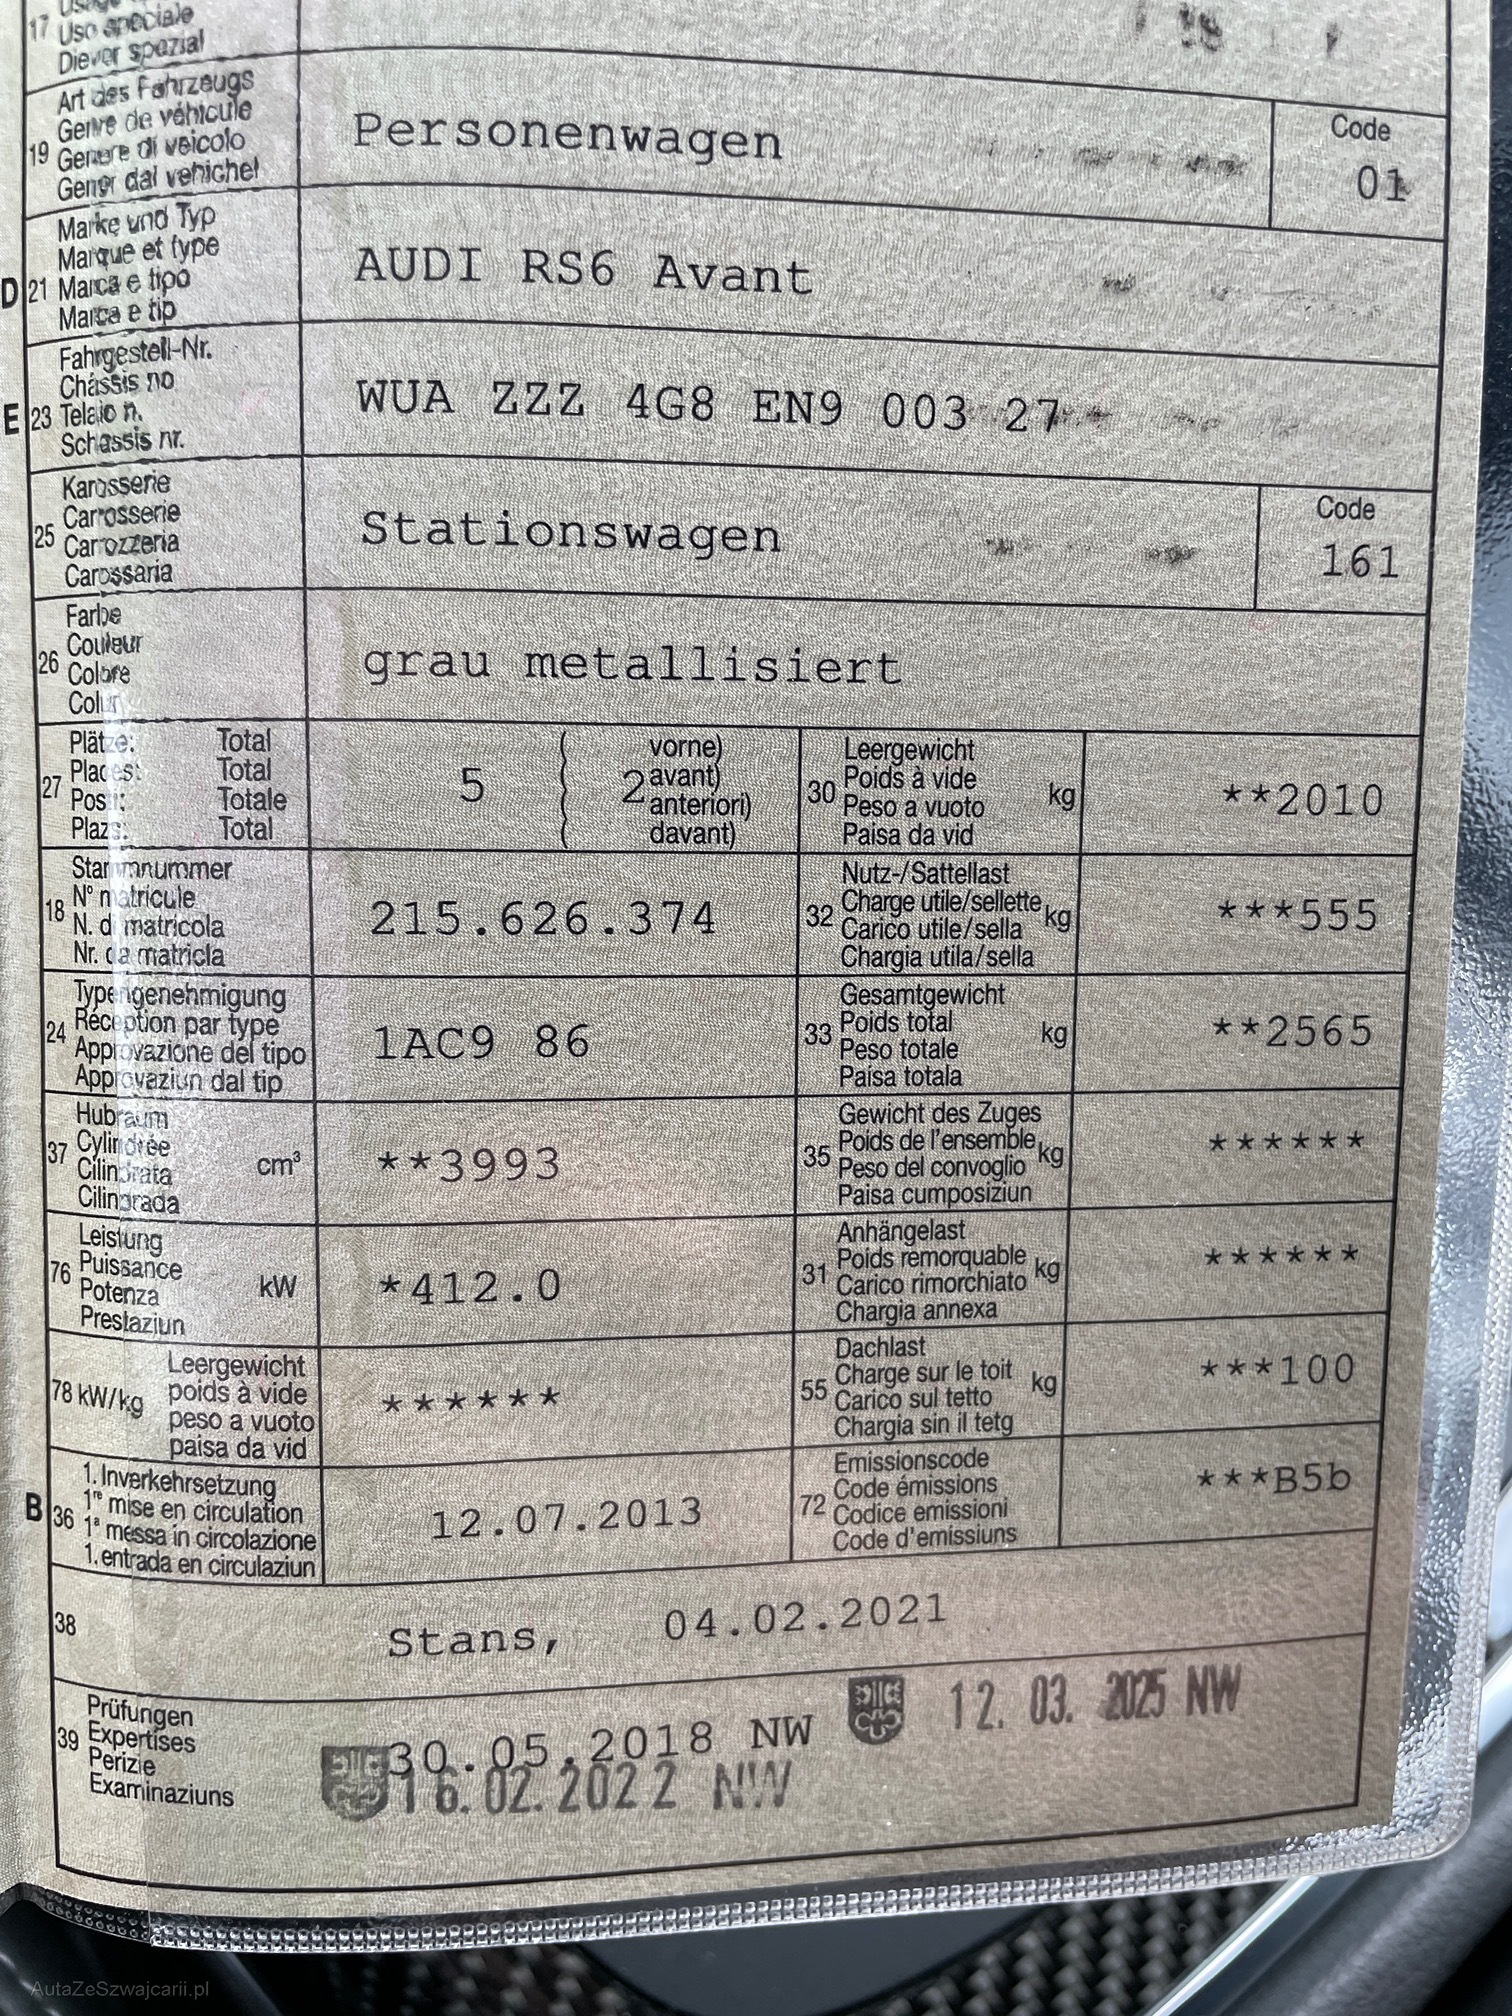 17 Uso speciale
Diever spezial
19 Art des Fahrzeugs
Genre de véhicule
Genere di veicolo
Gener dal vehichel
Personenwagen
Code
01
D 21 Marke und Typ
Marque et type
Marca e tipo
Marca e tip
AUDI RS6 Avant
E 23 Fahrgestell-Nr.
Châssis no
Telaio n.
Schassis nr.
WUA ZZZ 4G8 EN9 003 27
25 Karosserie
Carrosserie
Carrozzeria
Carossaria
Stationswagen
Code
161
26 Farbe
Couleur
Colore
Colur
grau metallisiert
27 Plätze: Total
Places: Total
Posti: Totale
Plazs: Total
5 ( 2 vorne)
avant)
anteriori)
davant)
30 Leergewicht
Poids à vide
Peso a vuoto
Paisa da vid
kg
**2010
18 Stammnummer
N° matricule
N. di matricola
Nr. da matricla
215.626.374
32 Nutz-/Sattellast
Charge utile/sellette
Carico utile/sella
Chargia utila/sella
kg
***555
24 Typengenehmigung
Réception par type
Approvazione del tipo
Approvaziun dal tip
1AC9 86
33 Gesamtgewicht
Poids total
Peso totale
Paisa totala
kg
**2565
37 Hubraum
Cylindrée
Cilindrata
Cilindrada
cm³
**3993
35 Gewicht des Zuges
Poids de l'ensemble
Peso del convoglio
Paisa cumposiziun
kg
******
76 Leistung
Puissance
Potenza
Prestaziun
kW
*412.0
31 Anhängelast
Poids remorquable
Carico rimorchiato
Chargia annexa
kg
******
78 kW/kg Leergewicht
poids à vide
peso a vuoto
paisa da vid
******
55 Dachlast
Charge sur le toit
Carico sul tetto
Chargia sin il tetg
kg
***100
B 36 1. Inverkehrsetzung
1re mise en circulation
1a messa in circolazione
1. entrada en circulaziun
12.07.2013
72 Emissionscode
Code émissions
Codice emissioni
Code d'emissiuns
***B5b
38 Stans, 04.02.2021
39 Prüfungen
Expertises
Perizie
Examinaziuns
30.05.2018 NW
12. 03. 2025 NW
16.02.2022 NW
AutaZeSzwajcarii.pl